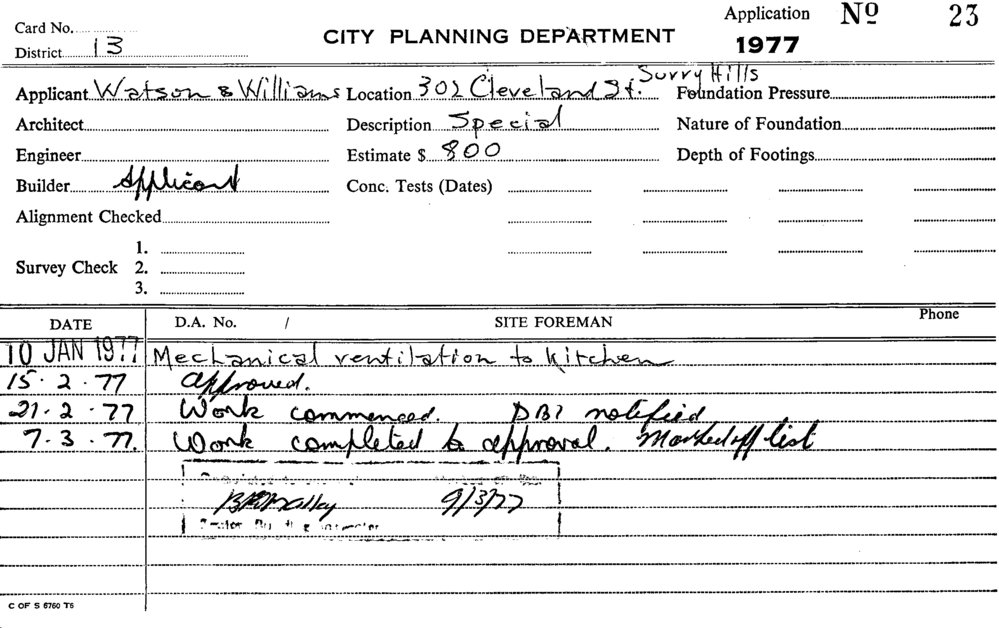 Card No. CITY PLANNING DEPARTMENT Application Nº 23
District 13 1977
Applicant Watson & Williams Location 302 Cleveland St. Surry Hills Foundation Pressure
Architect Description Special Nature of Foundation
Engineer Estimate $ 800 Depth of Footings
Builder Applicant Conc. Tests (Dates)
Alignment Checked
1.
Survey Check 2.
3.
DATE D.A. No. / SITE FOREMAN Phone
10 JAN 1977 Mechanical ventilation to kitchen
15.2.77 approved.
21.2.77 Work commenced. notified
7.3.77. Work completed to approval. Marked off list
9/3/77
C OF S 6760 T6